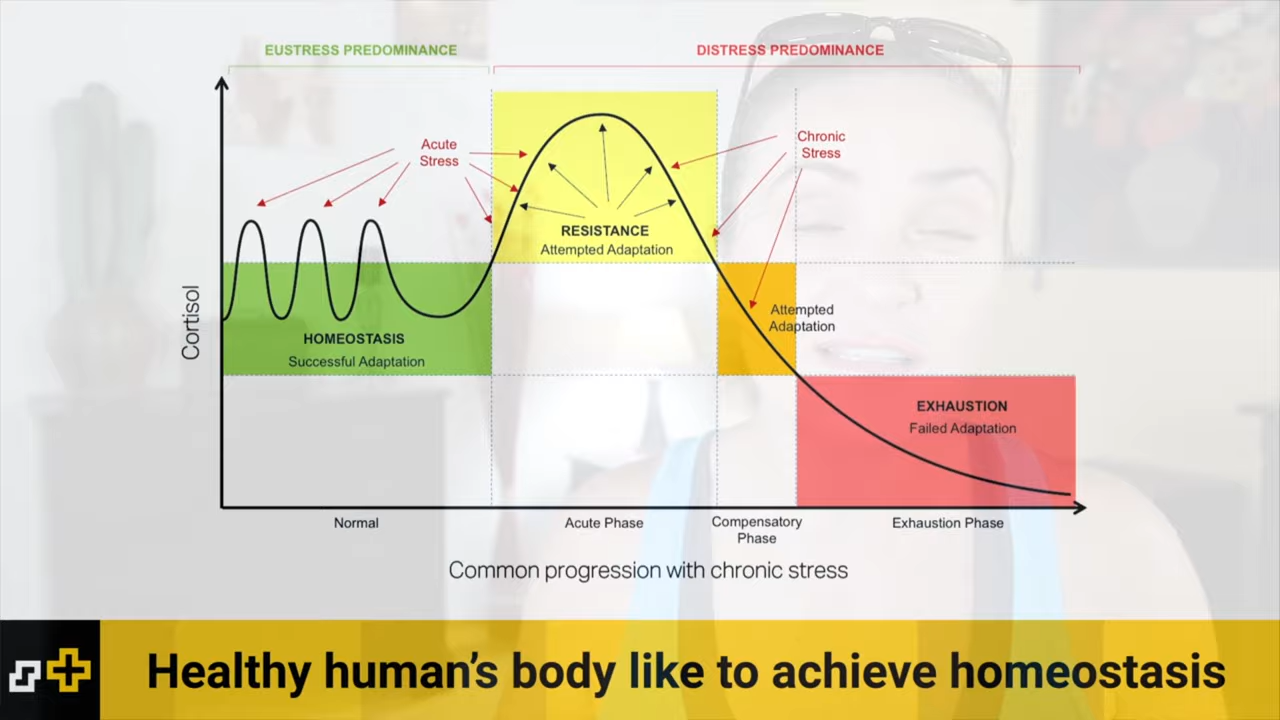 EUSTRESS PREDOMINANCE
DISTRESS PREDOMINANCE
Acute
Stress
Chronic
Stress
RESISTANCE
Attempted Adaptation
Cortisol
Attempted
Adaptation
HOMEOSTASIS
Successful Adaptation
EXHAUSTION
Failed Adaptation
Normal
Acute Phase
Compensatory
Phase
Exhaustion Phase
Common progression with chronic stress
Healthy human's body like to achieve homeostasis